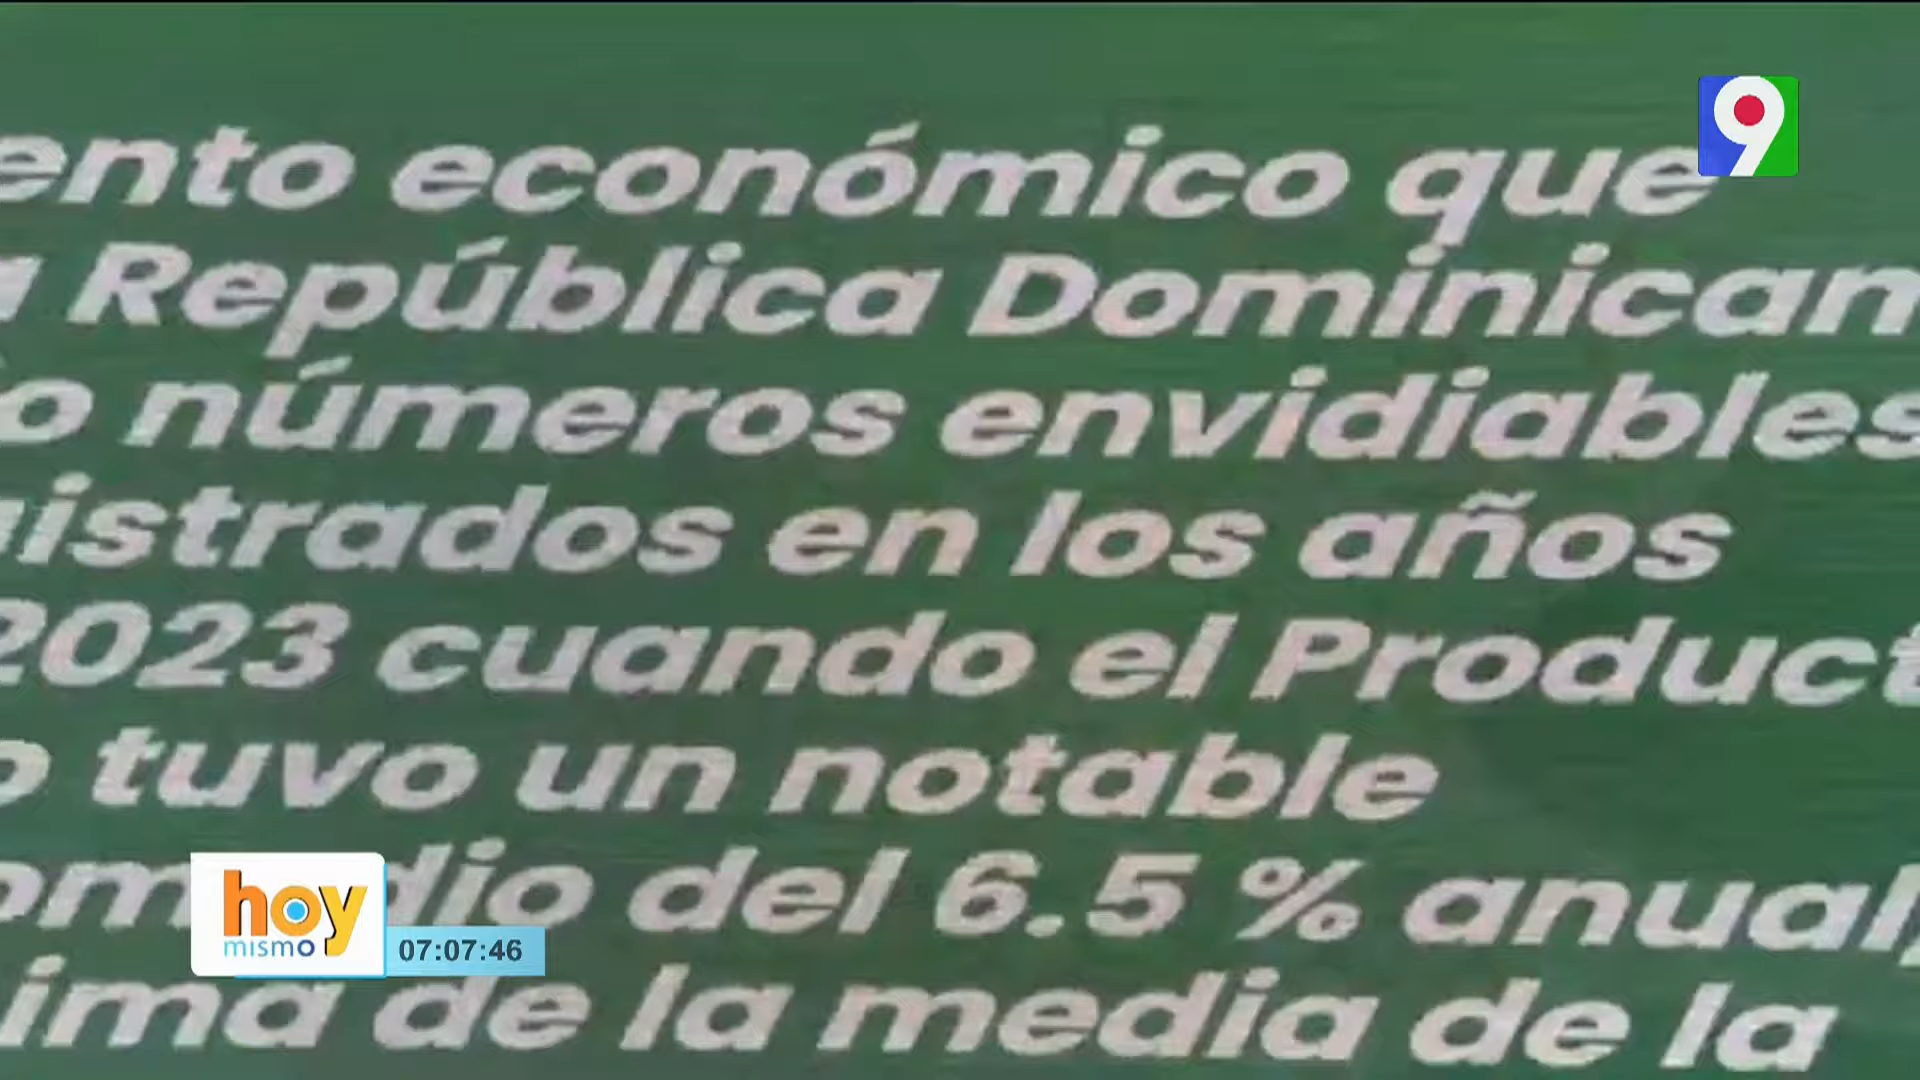 ento económico que
República Dominican
o números envidiables
istrados en los años
2023 cuando el Product
o tuvo un notable
dio del 6.5 % anual,
ima de la media de la
9
hoy
mismo
07:07:46